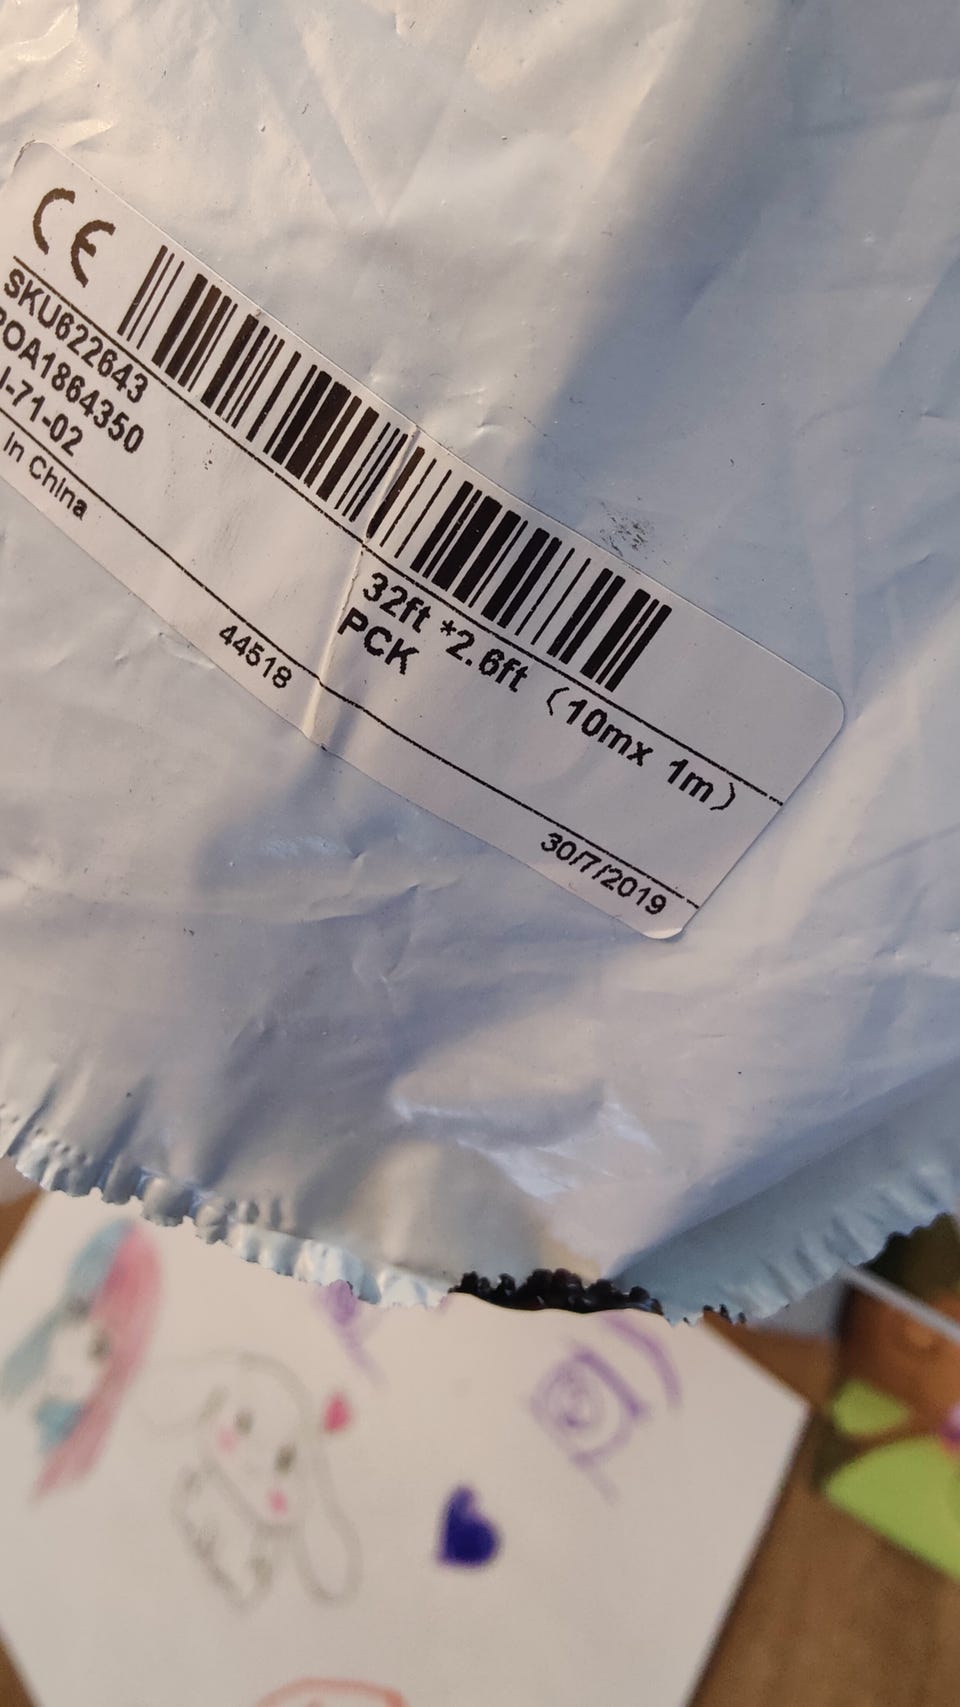 CE
SKU622643
POA1864350
I-71-02
in China
32ft *2.6ft （10mx 1m）
PCK
44518
30/7/2019